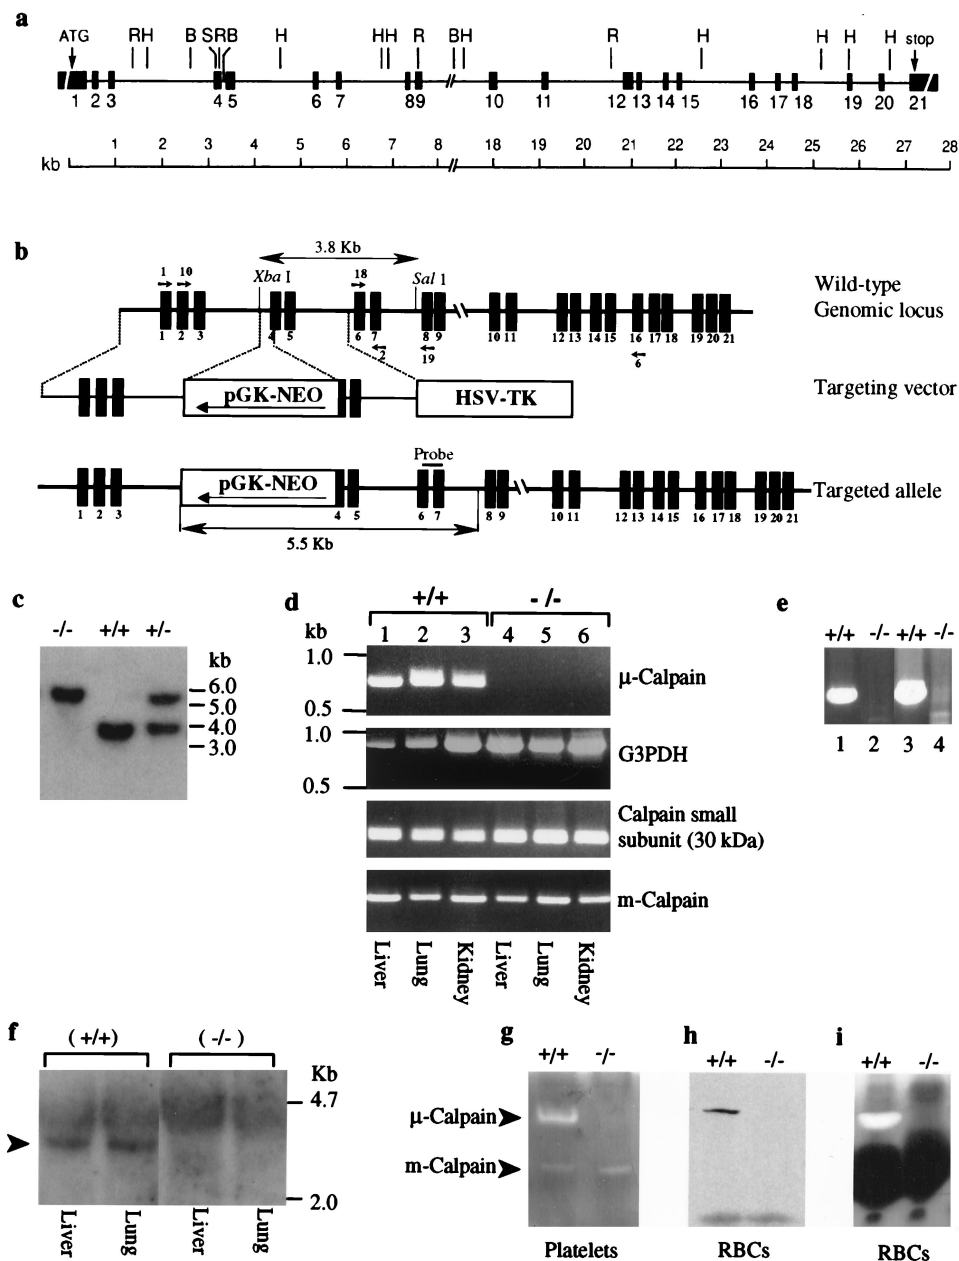 a
ATG RH B SRB H HH R BH R H H H H stop
1 2 3 4 5 6 7 89 10 11 12 13 14 15 16 17 18 19 20 21
kb 1 2 3 4 5 6 7 8 18 19 20 21 22 23 24 25 26 27 28
b
3.8 Kb
1 10 Xba I 18 Sal 1
Wild-type
Genomic locus
1 2 3 4 5 6 7 8 9 10 11 12 13 14 15 16 17 18 19 20 21
2 19 6
pGK-NEO HSV-TK Targeting vector
Probe
pGK-NEO Targeted allele
1 2 3 4 5 6 7 8 9 10 11 12 13 14 15 16 17 18 19 20 21
5.5 Kb
c
-/- +/+ +/-
kb
6.0
5.0
4.0
3.0
d
+/+ - /-
kb 1 2 3 4 5 6
1.0
μ-Calpain
0.5
1.0
G3PDH
0.5
Calpain small
subunit (30 kDa)
m-Calpain
Liver Lung Kidney Liver Lung Kidney
e
+/+ -/- +/+ -/-
1 2 3 4
f
( +/+) ( -/- )
Kb
4.7
2.0
Liver Lung Liver Lung
g
+/+ -/-
μ-Calpain
m-Calpain
Platelets
h
+/+ -/-
RBCs
i
+/+ -/-
RBCs